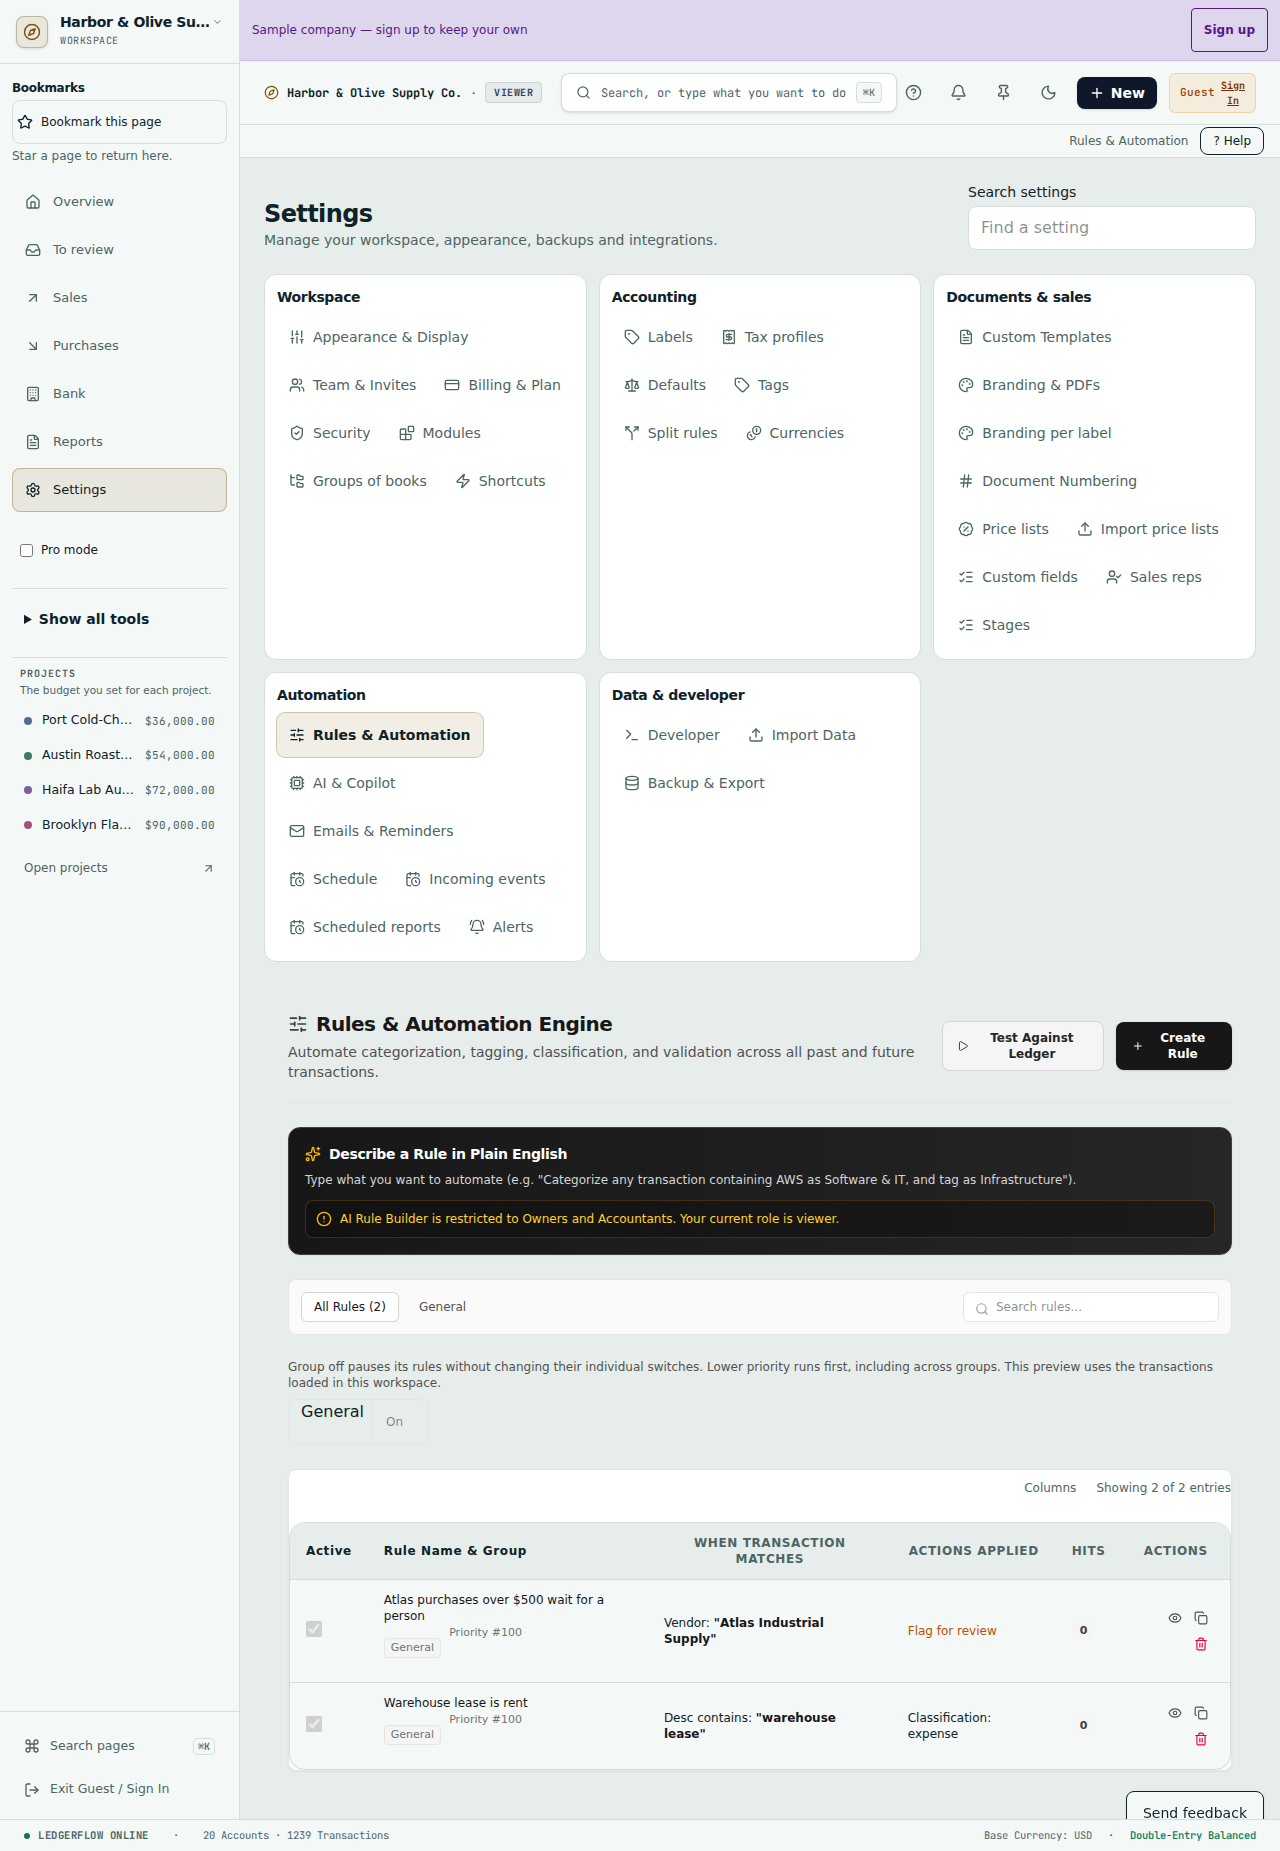 Harbor & Olive Su...
WORKSPACE
Bookmarks
Bookmark this page
Star a page to return here.
Overview
To review
Sales
Purchases
Bank
Reports
Settings
Pro mode
Show all tools
PROJECTS
The budget you set for each project.
Port Cold-Ch... $36,000.00
Austin Roast... $54,000.00
Haifa Lab Au... $72,000.00
Brooklyn Fla... $90,000.00
Open projects
Search pages ⌘K
Exit Guest / Sign In
Sample company — sign up to keep your own
Sign up
Harbor & Olive Supply Co. · VIEWER
Search, or type what you want to do ⌘K
New
Guest Sign In
Rules & Automation
? Help
Settings
Manage your workspace, appearance, backups and integrations.
Search settings
Find a setting
Workspace
Appearance & Display
Team & Invites Billing & Plan
Security Modules
Groups of books Shortcuts
Accounting
Labels Tax profiles
Defaults Tags
Split rules Currencies
Documents & sales
Custom Templates
Branding & PDFs
Branding per label
Document Numbering
Price lists Import price lists
Custom fields Sales reps
Stages
Automation
Rules & Automation
AI & Copilot
Emails & Reminders
Schedule Incoming events
Scheduled reports Alerts
Data & developer
Developer Import Data
Backup & Export
Rules & Automation Engine
Automate categorization, tagging, classification, and validation across all past and future
transactions.
Test Against
Ledger
Create
Rule
Describe a Rule in Plain English
Type what you want to automate (e.g. "Categorize any transaction containing AWS as Software & IT, and tag as Infrastructure").
AI Rule Builder is restricted to Owners and Accountants. Your current role is viewer.
All Rules (2) General
Search rules...
Group off pauses its rules without changing their individual switches. Lower priority runs first, including across groups. This preview uses the transactions
loaded in this workspace.
General On
Columns Showing 2 of 2 entries
Active Rule Name & Group WHEN TRANSACTION MATCHES ACTIONS APPLIED HITS ACTIONS
Atlas purchases over $500 wait for a
person
General Priority #100
Vendor: "Atlas Industrial
Supply"
Flag for review
0
Warehouse lease is rent
General Priority #100
Desc contains: "warehouse
lease"
Classification:
expense
0
Send feedback
LEDGERFLOW ONLINE · 20 Accounts · 1239 Transactions
Base Currency: USD · Double-Entry Balanced